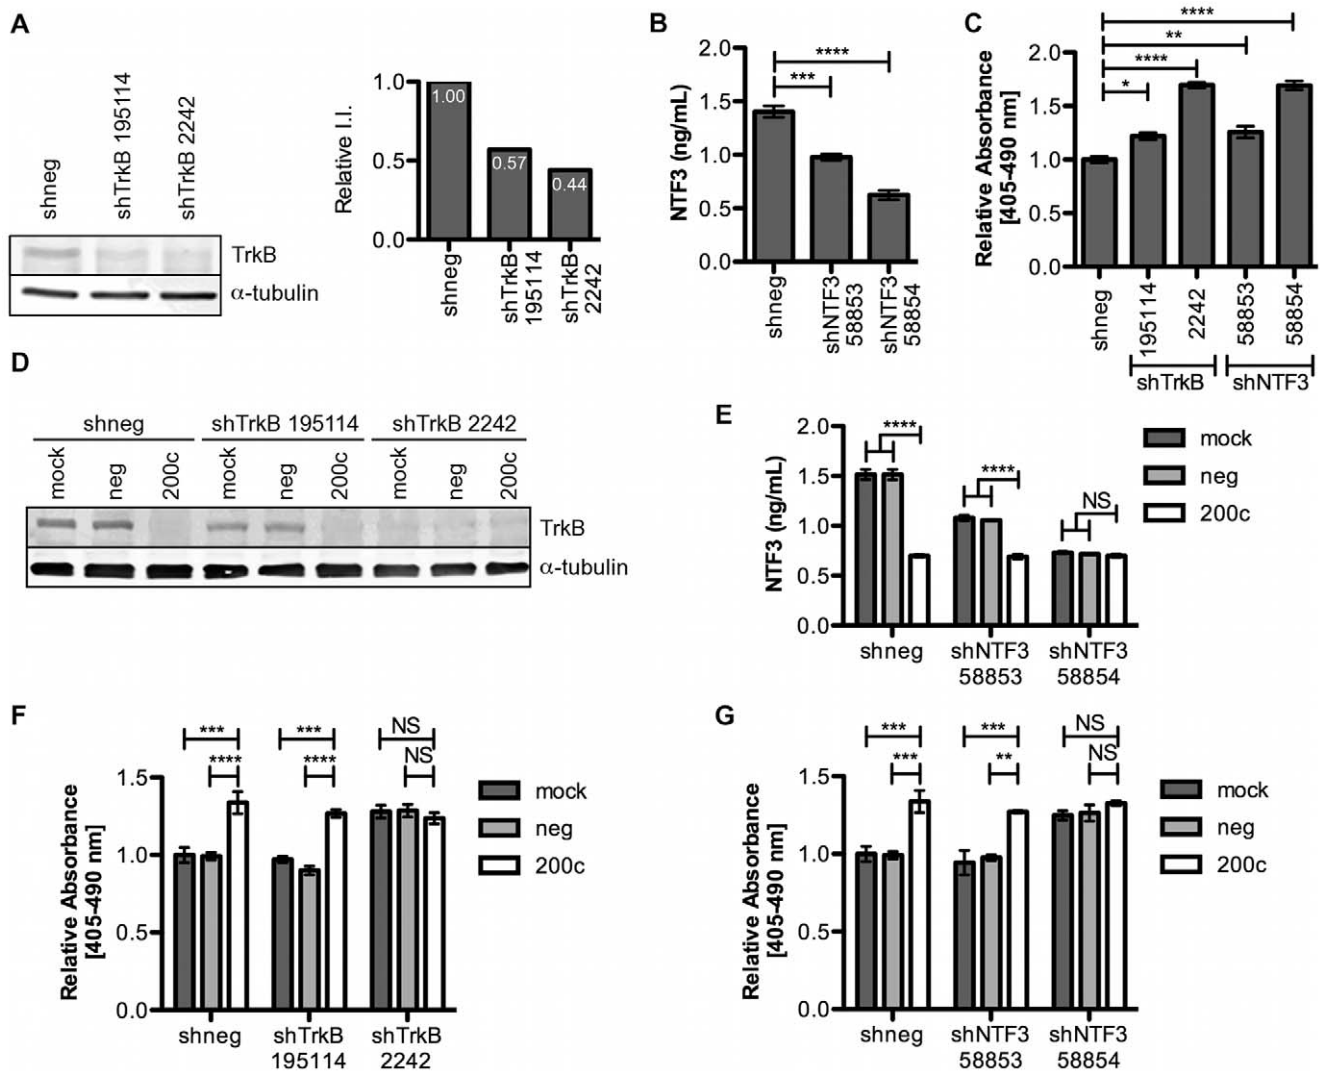 A
shneg
shTrkB 195114
shTrkB 2242
TrkB
α-tubulin
Relative I.I.
1.0
0.5
0.0
1.00
0.57
0.44
shneg
shTrkB
195114
shTrkB
2242
B
NTF3 (ng/mL)
2.0
1.5
1.0
0.5
0.0
****
***
shneg
shNTF3
58853
shNTF3
58854
C
Relative Absorbance
[405-490 nm]
2.0
1.5
1.0
0.5
0.0
****
**
****
*
shneg
195114
2242
58853
58854
shTrkB
shNTF3
D
shneg
shTrkB 195114
shTrkB 2242
mock
neg
200c
mock
neg
200c
mock
neg
200c
TrkB
α-tubulin
E
NTF3 (ng/mL)
2.0
1.5
1.0
0.5
0.0
****
****
NS
shneg
shNTF3
58853
shNTF3
58854
mock
neg
200c
F
Relative Absorbance
[405-490 nm]
1.5
1.0
0.5
0.0
***
****
***
****
NS
NS
shneg
shTrkB
195114
shTrkB
2242
mock
neg
200c
G
Relative Absorbance
[405-490 nm]
1.5
1.0
0.5
0.0
***
***
***
**
NS
NS
shneg
shNTF3
58853
shNTF3
58854
mock
neg
200c